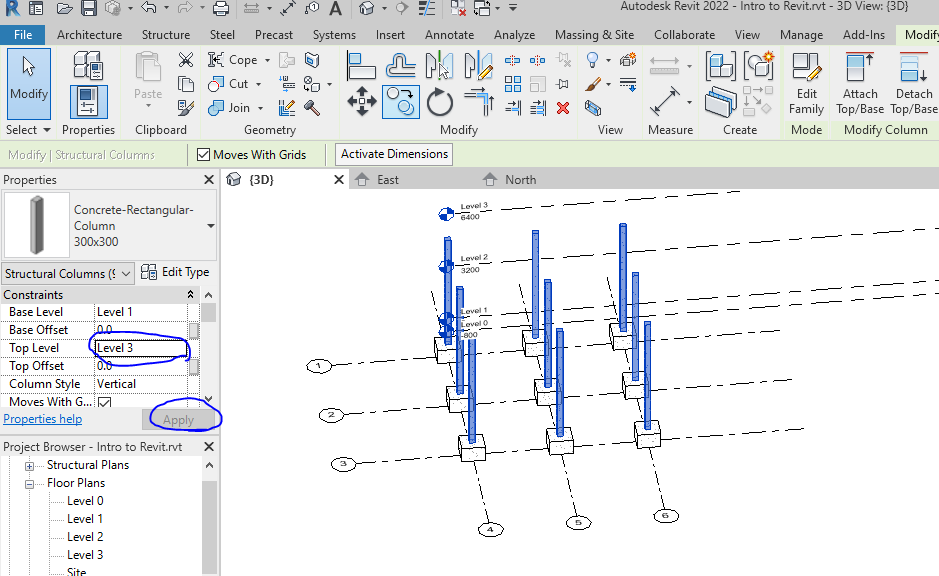 Autodesk Revit 2022 - Intro to Revit.rvt - 3D View: {3D}
File Architecture Structure Steel Precast Systems Insert Annotate Analyze Massing & Site Collaborate View Manage Add-Ins Modify
Modify
Paste
Cope
Cut
Join
Edit Family
Attach Top/Base
Detach Top/Base
Select Properties Clipboard Geometry Modify View Measure Create Mode Modify Column
Modify | Structural Columns Moves With Grids Activate Dimensions
Properties
{3D} East North
Concrete-Rectangular-
Column
300x300
Structural Columns (9 Edit Type
Constraints
Base Level Level 1
Base Offset 0.0
Top Level Level 3
Top Offset 0.0
Column Style Vertical
Moves With G...
Properties help Apply
Project Browser - Intro to Revit.rvt
Structural Plans
Floor Plans
Level 0
Level 1
Level 2
Level 3
Site
Level 3
6400
Level 2
3200
Level 1
Level 0
-800
1
2
3
4
5
6